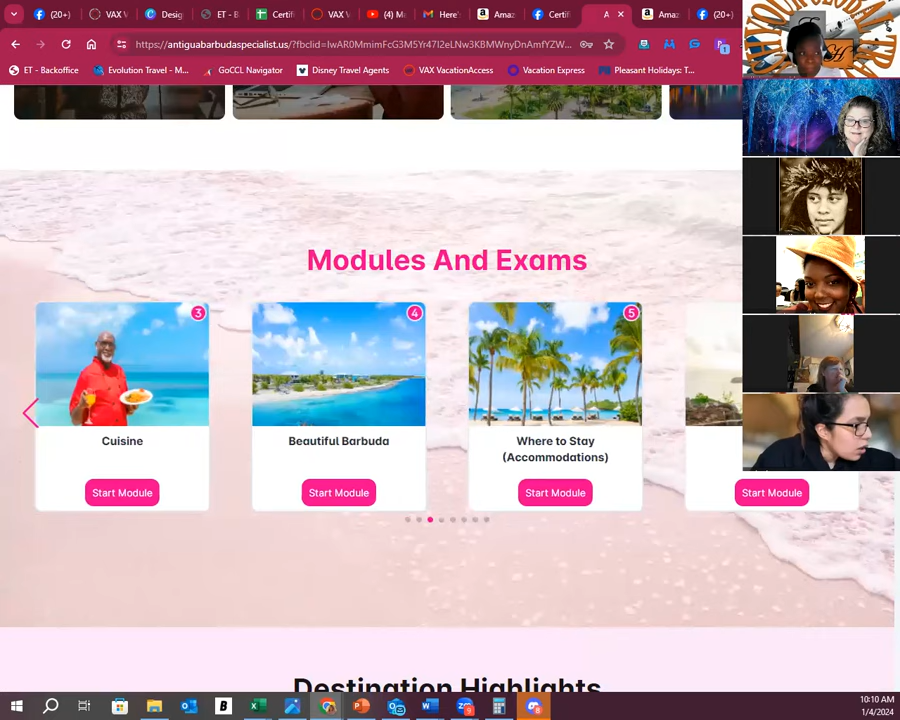 (20+)
VAX V
Desig
ET - B
Certif
VAX V
(4) M
Here'
Amaz
Certifi
A
Amaz
(20+)
https://antiguabarbudaspecialist.us/?fbclid=IwAR0MmimFcG3M5Yr47I2eLNw3KBMWnyDnAmfYZW...
ET - Backoffice
Evolution Travel - M...
GoCCL Navigator
Disney Travel Agents
VAX VacationAccess
Vacation Express
Pleasant Holidays: T...
Modules And Exams
3
4
5
Cuisine
Beautiful Barbuda
Where to Stay
(Accommodations)
Start Module
Start Module
Start Module
Start Module
Destination Highlights
10:10 AM
1/4/2024